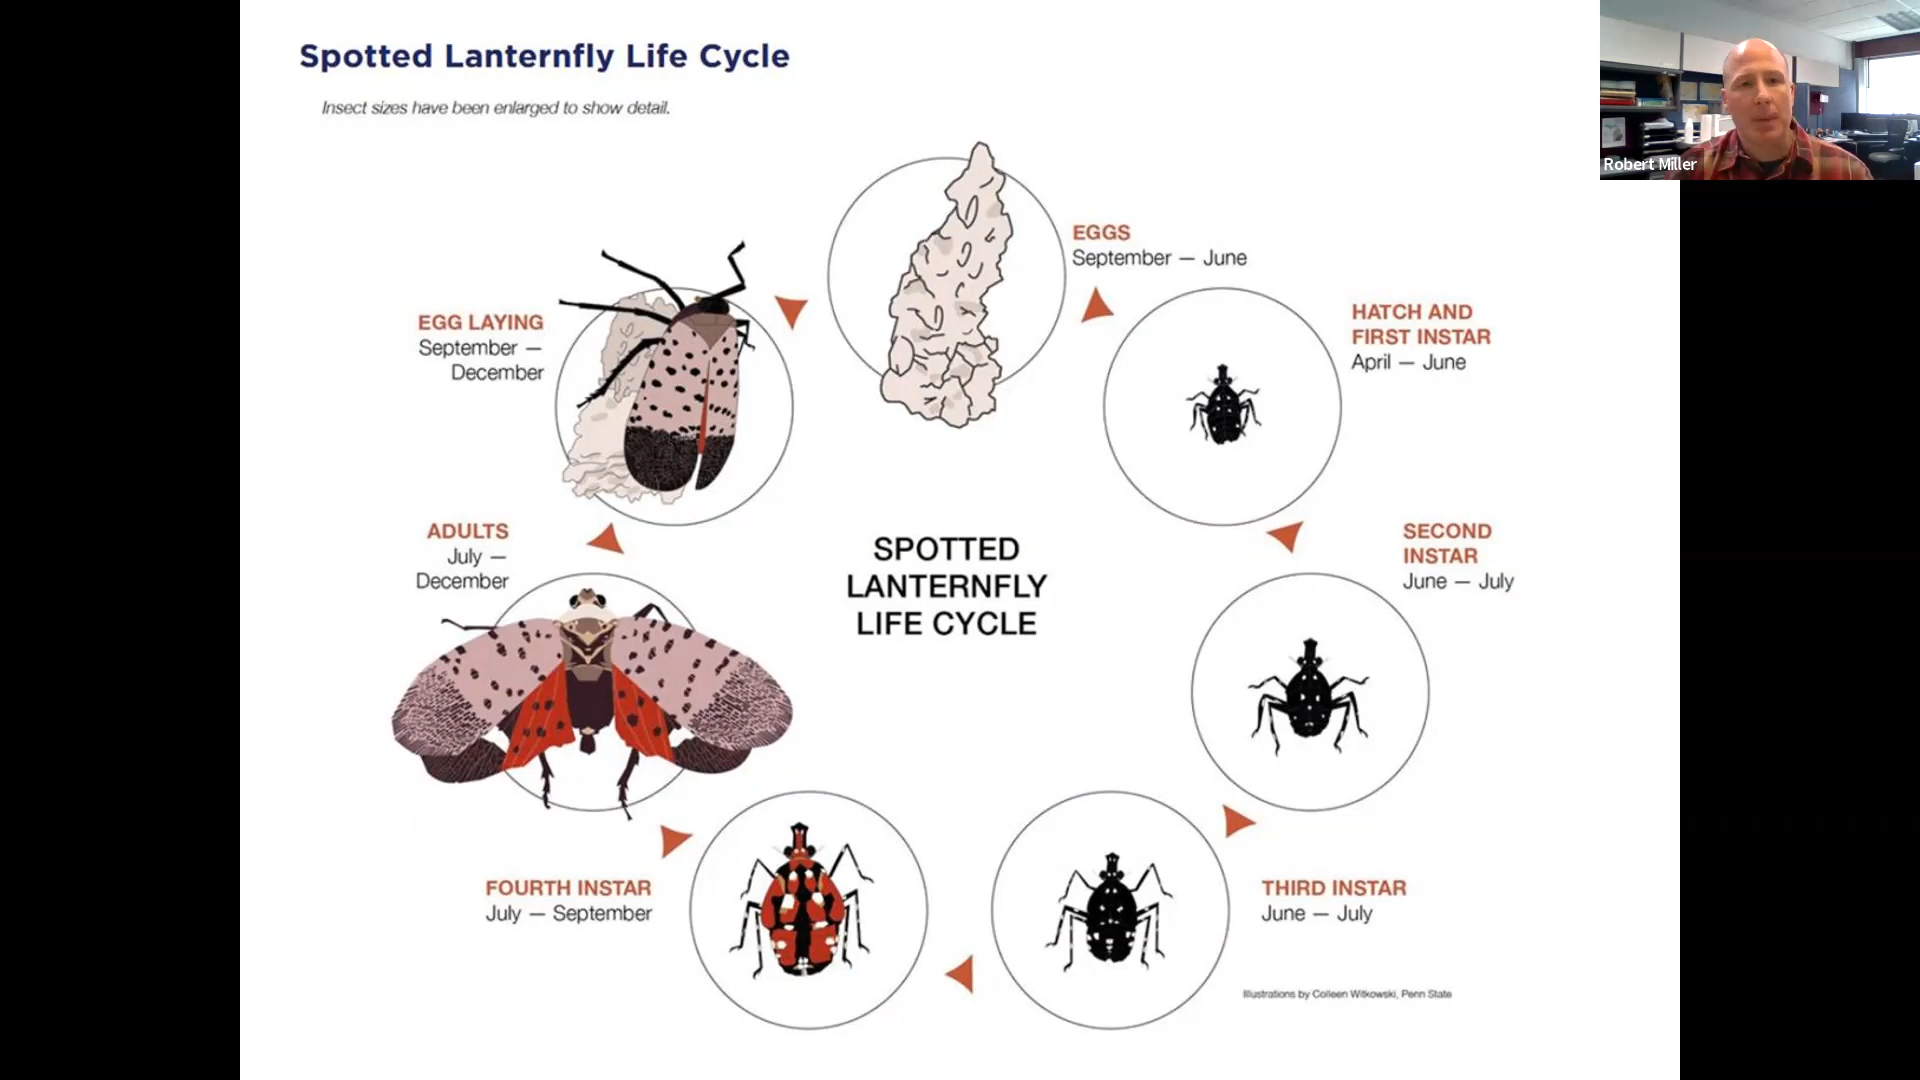 Spotted Lanternfly Life Cycle
Insect sizes have been enlarged to show detail.
Robert Miller
EGGS
September — June
HATCH AND
FIRST INSTAR
April — June
SECOND
INSTAR
June — July
THIRD INSTAR
June — July
FOURTH INSTAR
July — September
ADULTS
July —
December
EGG LAYING
September —
December
SPOTTED
LANTERNFLY
LIFE CYCLE
Illustrations by Colleen Witkowski, Penn State